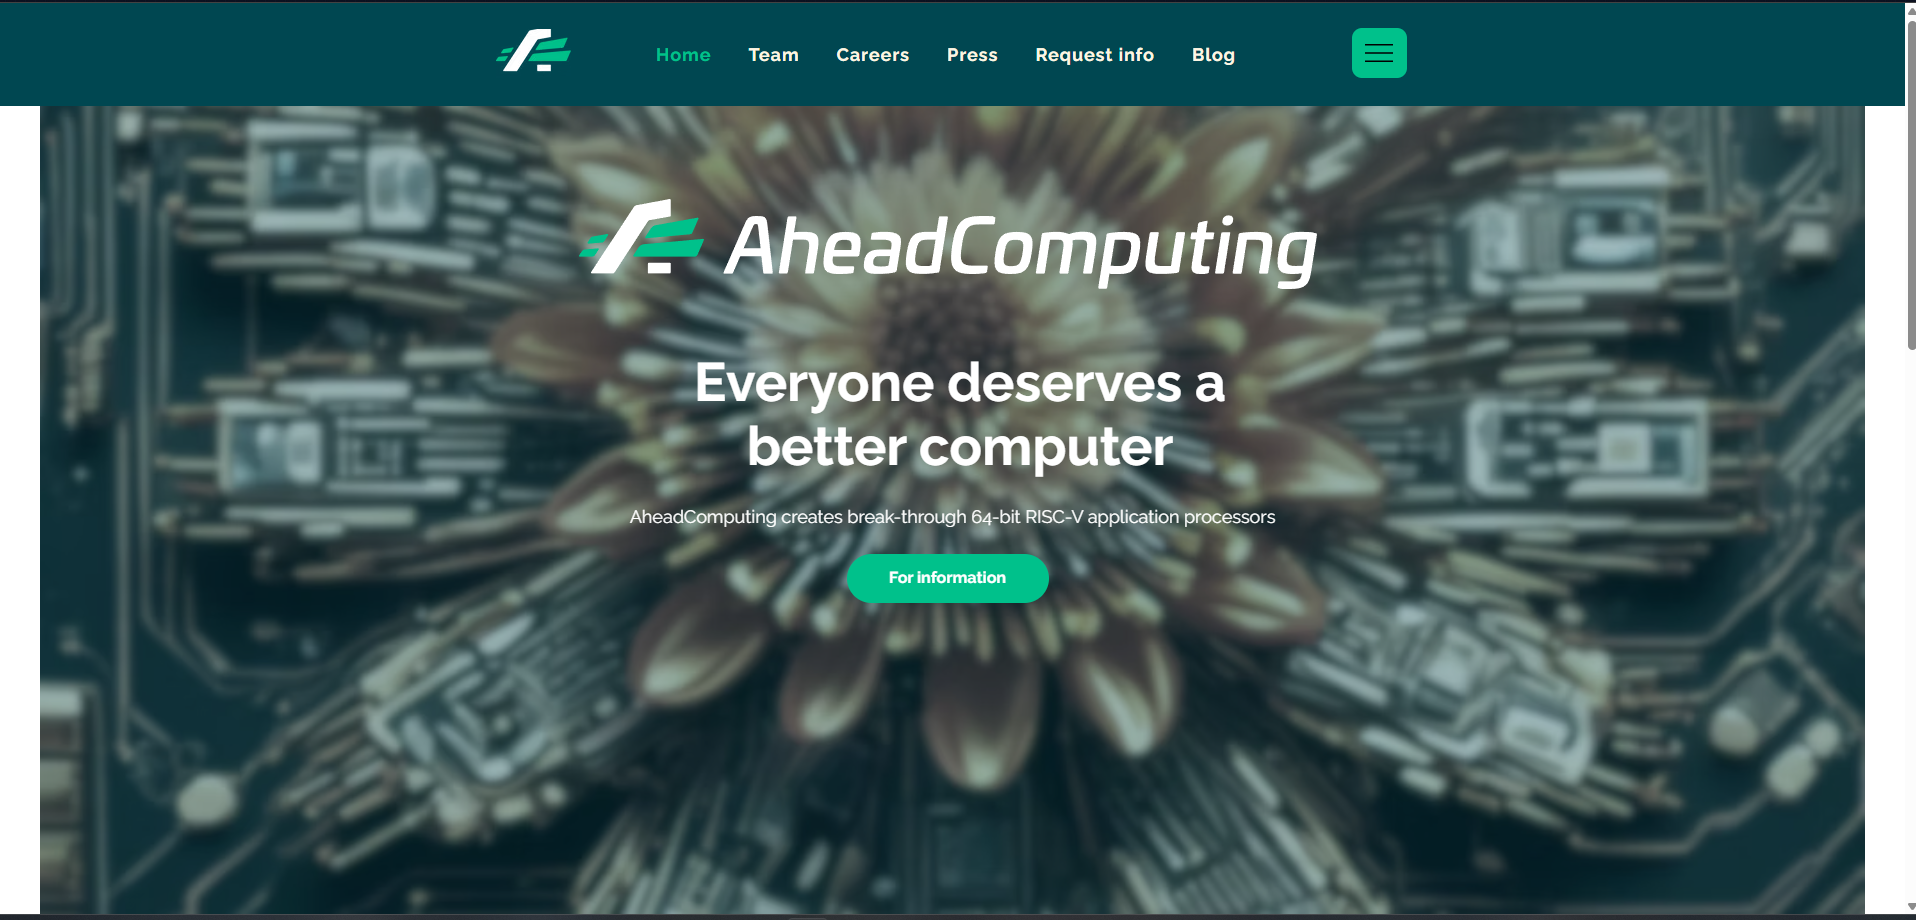 Home Team Careers Press Request info Blog
AheadComputing
Everyone deserves a
better computer
AheadComputing creates break-through 64-bit RISC-V application processors
For information